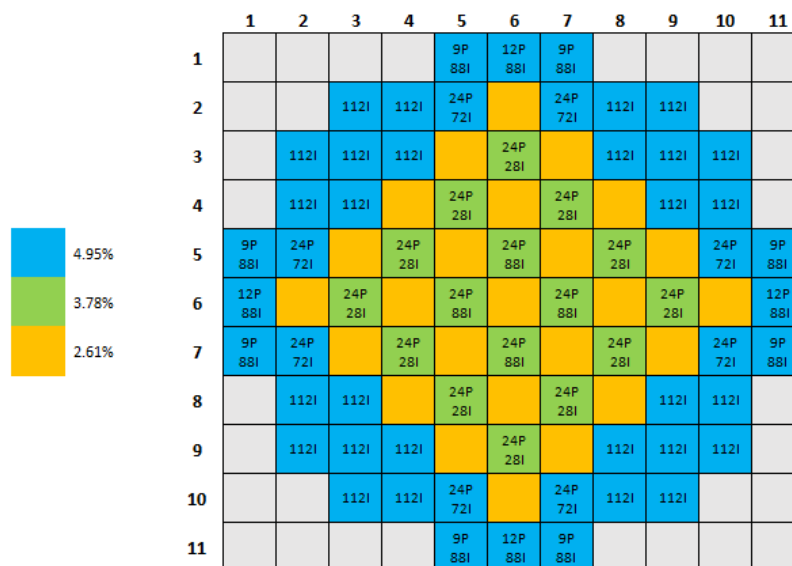 1 2 3 4 5 6 7 8 9 10 11
1 9P 12P 9P
88I 88I 88I
2 112I 112I 24P 24P 112I 112I
72I 72I
3 112I 112I 112I 24P 112I 112I 112I
28I
4 112I 112I 24P 24P 112I 112I
28I 28I
4.95% 5 9P 24P 24P 24P 24P 24P 9P
88I 72I 28I 88I 28I 72I 88I
3.78% 6 12P 24P 24P 24P 24P 12P
88I 28I 88I 88I 28I 88I
2.61% 7 9P 24P 24P 24P 24P 24P 9P
88I 72I 28I 88I 28I 72I 88I
8 112I 112I 24P 24P 112I 112I
28I 28I
9 112I 112I 112I 24P 112I 112I 112I
28I
10 112I 112I 24P 24P 112I 112I
72I 72I
11 9P 12P 9P
88I 88I 88I